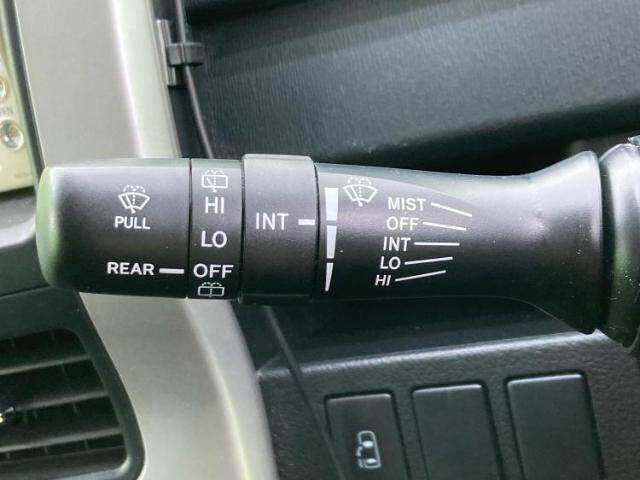 PULL
REAR
HI
LO
OFF
INT
MIST
OFF
INT
LO
HI